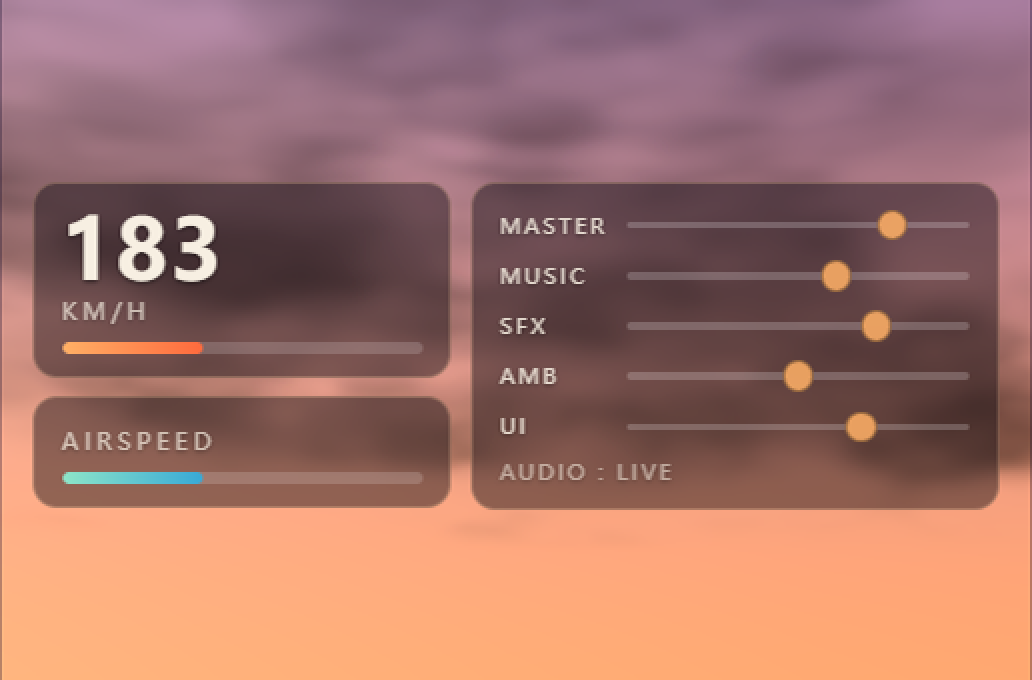 183
KM/H
AIRSPEED
MASTER
MUSIC
SFX
AMB
UI
AUDIO : LIVE